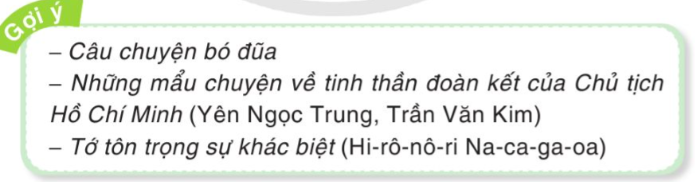 Gợi ý
– Câu chuyện bó đũa
– Những mẩu chuyện về tinh thần đoàn kết của Chủ tịch
Hồ Chí Minh (Yên Ngọc Trung, Trần Văn Kim)
– Tớ tôn trọng sự khác biệt (Hi-rô-nô-ri Na-ca-ga-oa)